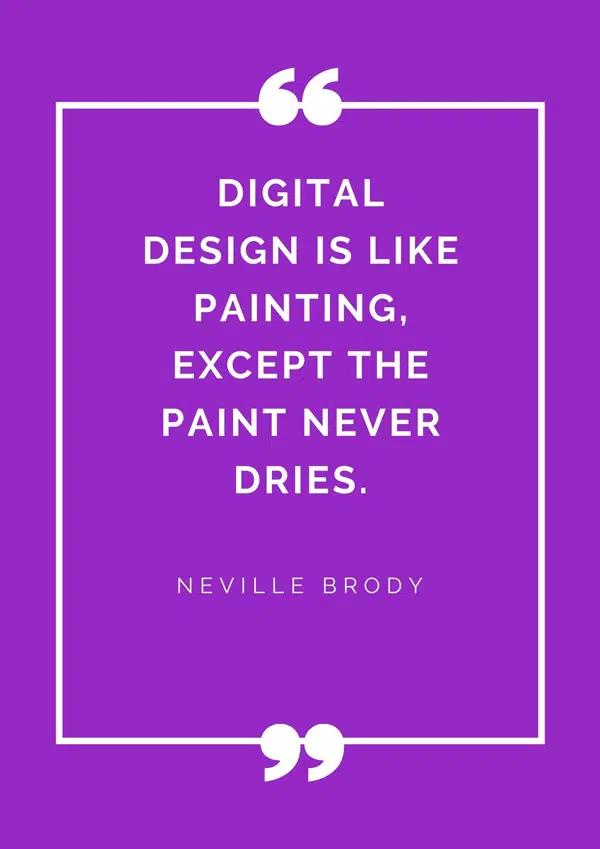 “
DIGITAL
DESIGN IS LIKE
PAINTING,
EXCEPT THE
PAINT NEVER
DRIES.
NEVILLE BRODY
”